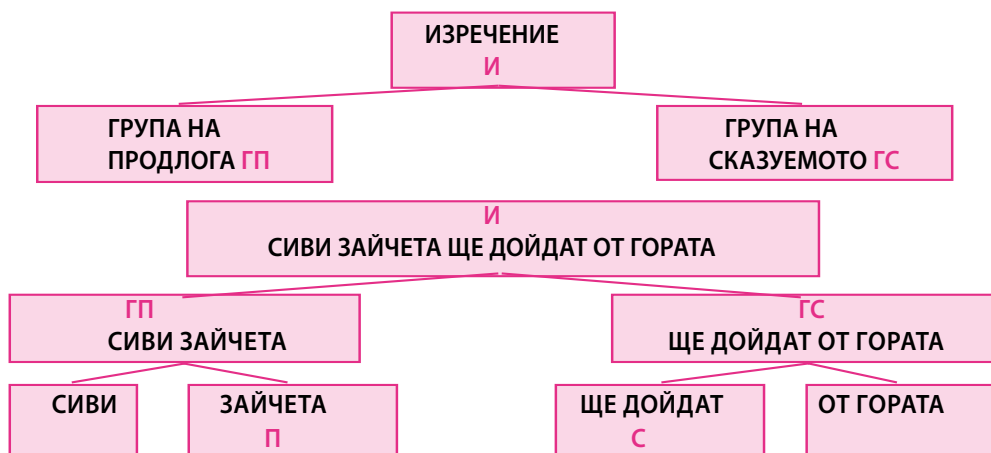 ИЗРЕЧЕНИЕ
И
ГРУПА НА
ПРОДЛОГА ГП
ГРУПА НА
СКАЗУЕМОТО ГС
И
СИВИ ЗАЙЧЕТА ЩЕ ДОЙДАТ ОТ ГОРАТА
ГП
СИВИ ЗАЙЧЕТА
ГС
ЩЕ ДОЙДАТ ОТ ГОРАТА
СИВИ
ЗАЙЧЕТА
П
ЩЕ ДОЙДАТ
С
ОТ ГОРАТА